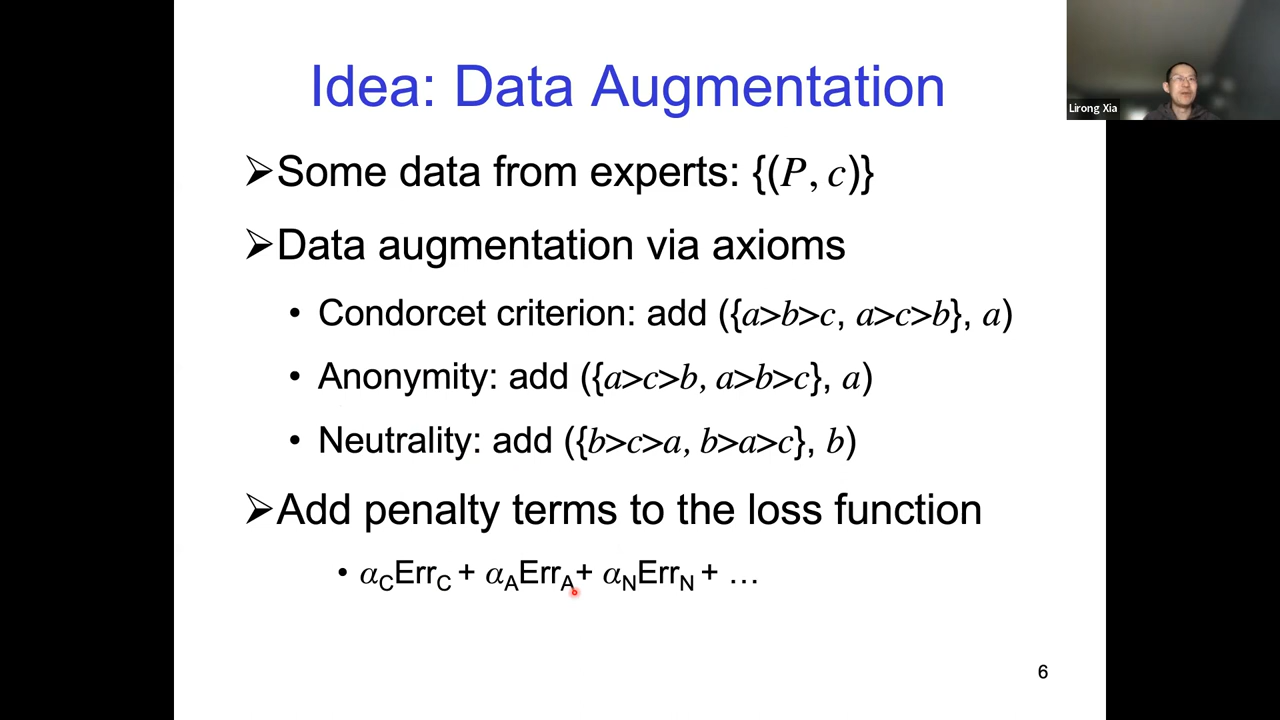 Idea: Data Augmentation
Lirong Xia
➢Some data from experts: {(P, c)}
➢Data augmentation via axioms
• Condorcet criterion: add ({a>b>c, a>c>b}, a)
• Anonymity: add ({a>c>b, a>b>c}, a)
• Neutrality: add ({b>c>a, b>a>c}, b)
➢Add penalty terms to the loss function
• αCErrC + αAErrA+ αNErrN + …
6